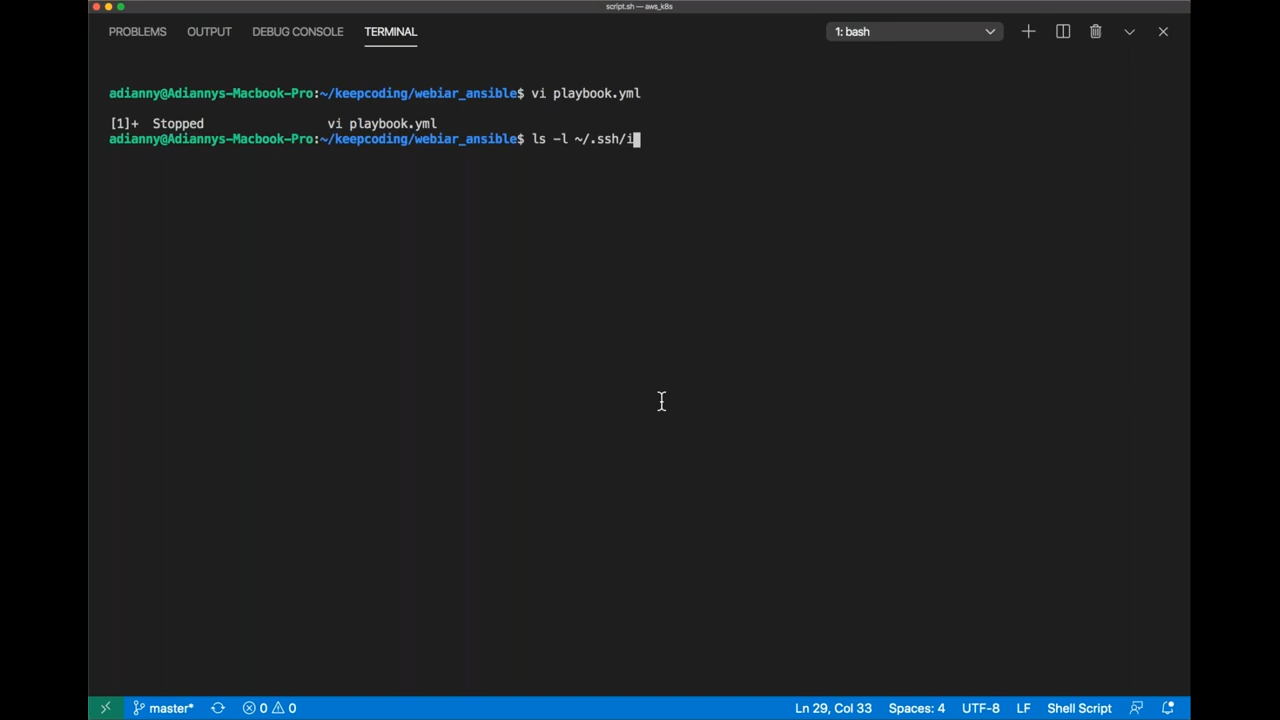 script.sh — aws_k8s
PROBLEMS OUTPUT DEBUG CONSOLE TERMINAL 1: bash
adianny@Adiannys-Macbook-Pro:~/keepcoding/webiar_ansible$ vi playbook.yml
[1]+  Stopped                 vi playbook.yml
adianny@Adiannys-Macbook-Pro:~/keepcoding/webiar_ansible$ ls -l ~/.ssh/i
master* 0 0 Ln 29, Col 33 Spaces: 4 UTF-8 LF Shell Script